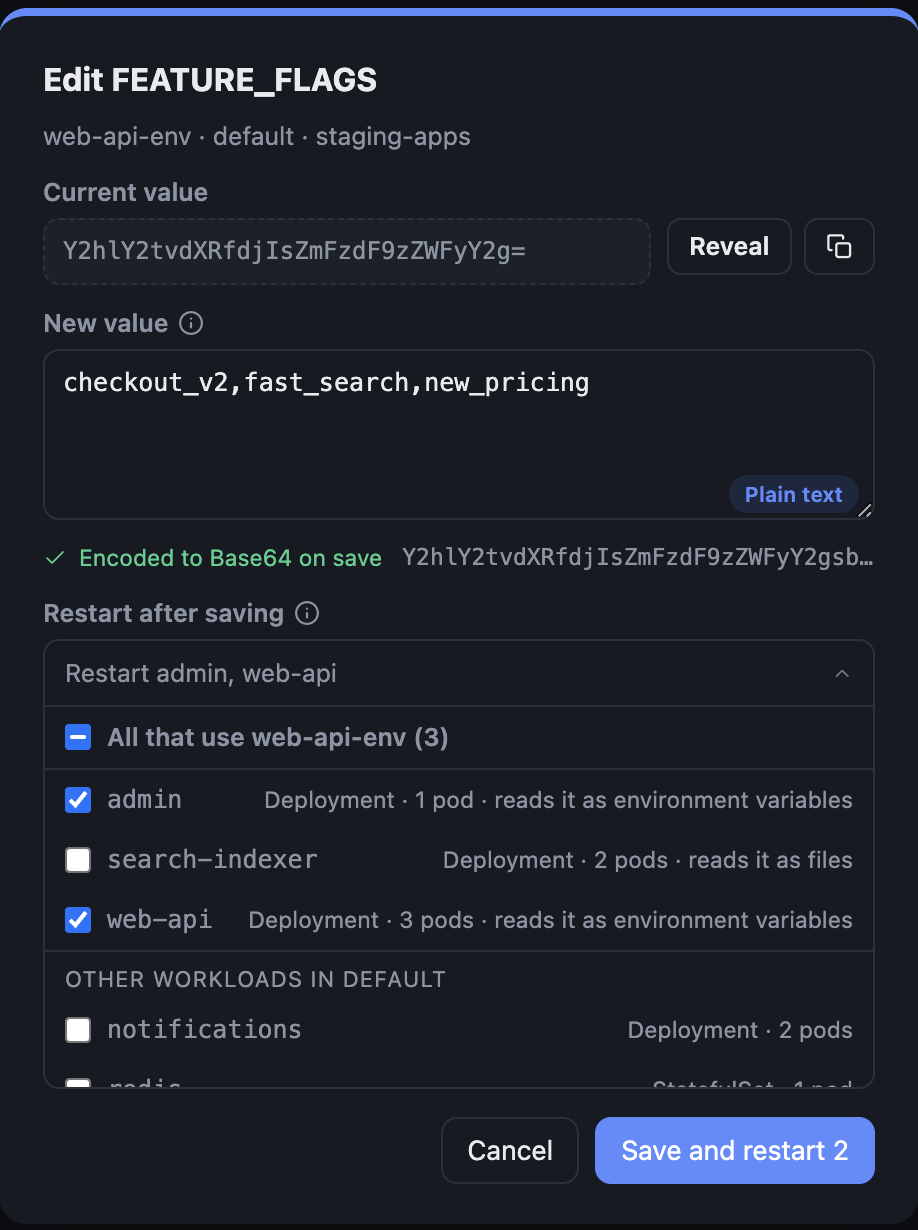 Edit FEATURE_FLAGS
web-api-env · default · staging-apps
Current value
Y2hlY2tvdXRfdjIsZmFzdF9zZWFyY2g=
Reveal
New value
checkout_v2,fast_search,new_pricing
Plain text
Encoded to Base64 on save Y2hlY2tvdXRfdjIsZmFzdF9zZWFyY2gsb…
Restart after saving
Restart admin, web-api
All that use web-api-env (3)
admin Deployment · 1 pod · reads it as environment variables
search-indexer Deployment · 2 pods · reads it as files
web-api Deployment · 3 pods · reads it as environment variables
OTHER WORKLOADS IN DEFAULT
notifications Deployment · 2 pods
redis StatefulSet · 1 pod
Cancel
Save and restart 2